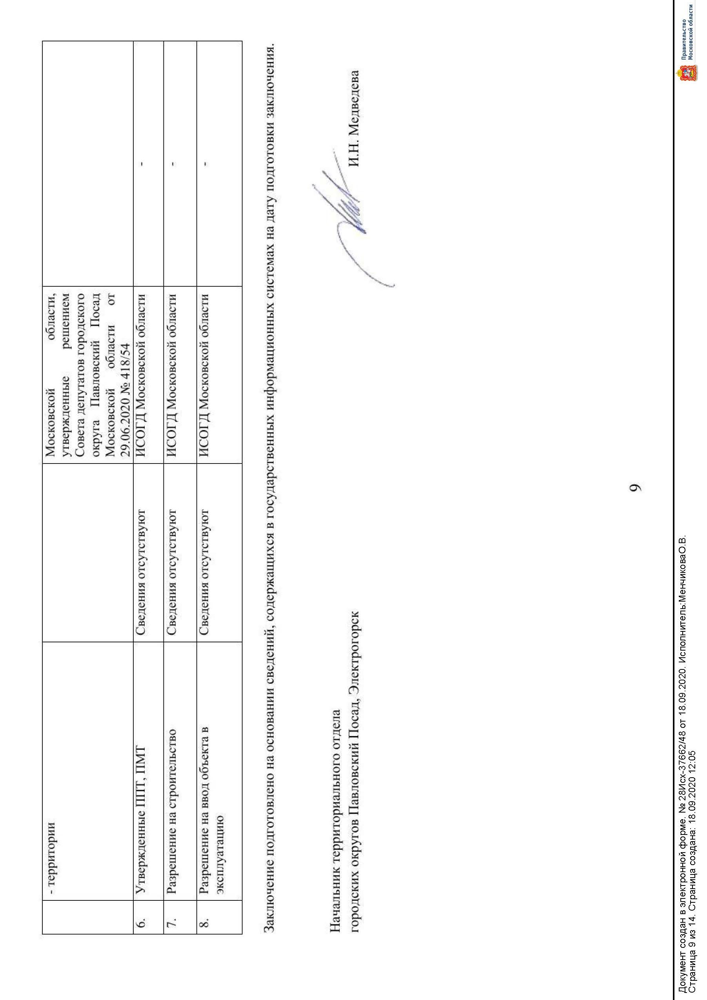 - территории
Московской области,
утвержденные решением
Совета депутатов городского
округа Павловский Посад
Московской области от
29.06.2020 № 418/54
6. Утвержденные ППТ, ПМТ Сведения отсутствуют ИСОГД Московской области -
7. Разрешение на строительство Сведения отсутствуют ИСОГД Московской области -
8. Разрешение на ввод объекта в Сведения отсутствуют ИСОГД Московской области -
эксплуатацию
Заключение подготовлено на основании сведений, содержащихся в государственных информационных системах на дату подготовки заключения.
Начальник территориального отдела
городских округов Павловский Посад, Электрогорск И.Н. Медведева
9
Документ создан в электронной форме. № 28Исх-37662/48 от 18.09.2020. Исполнитель:МенчиковаО.В.
Страница 9 из 14. Страница создана: 18.09.2020 12:05
Правительство
Московской области